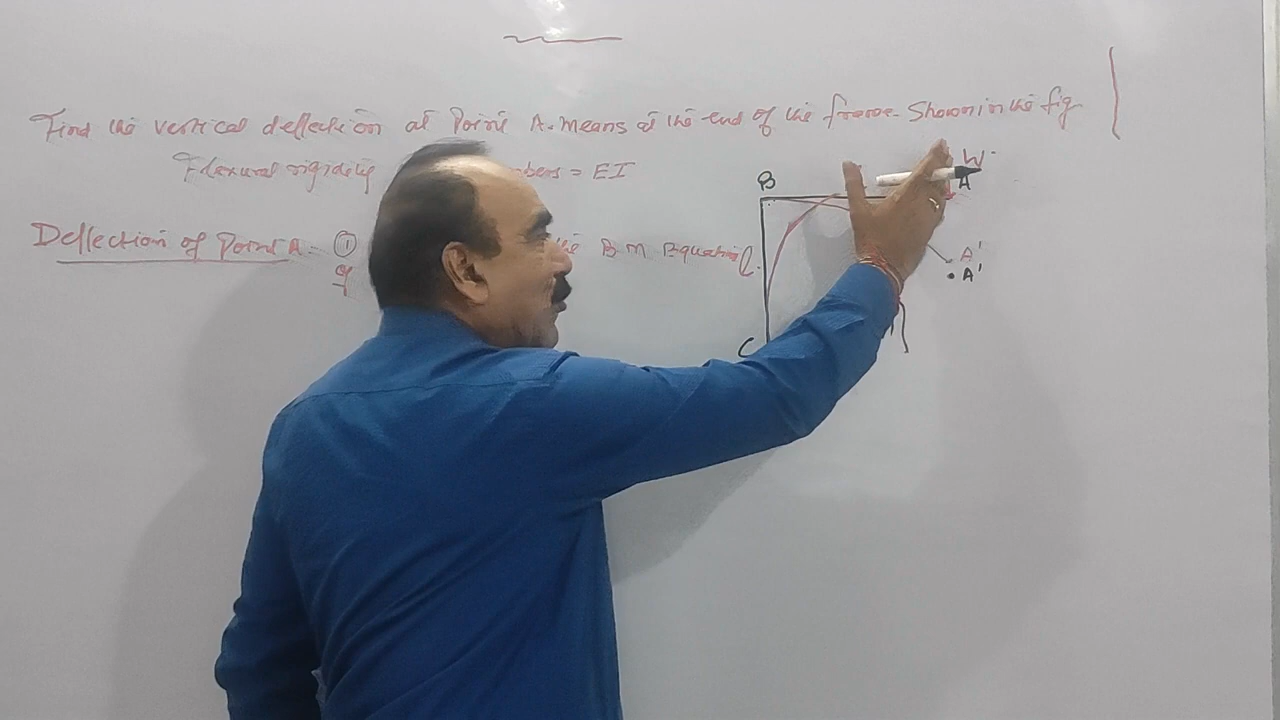 Find the vertical deflection at Point A. Means at the end of the frame Shown in the fig
Flexural rigidity bers = EI
W
B
A
Deflection of Point A. ① the B M Equation
A'
A'
C